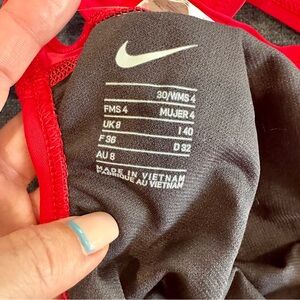 30/WMS 4
FMS 4 MUJER 4
UK 8 I 40
F 36 D 32
AU 8
MADE IN VIETNAM
FABRIQUÉ AU VIETNAM